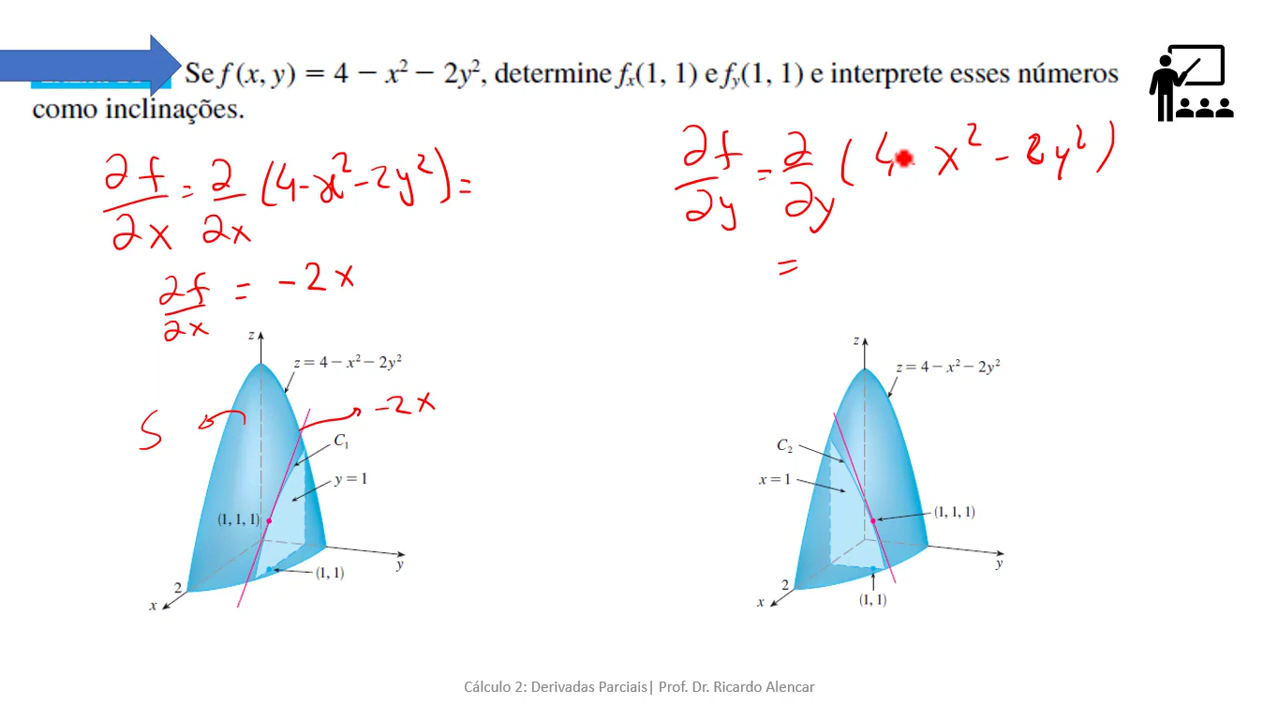 Se f(x, y) = 4 − x² − 2y², determine fₓ(1, 1) e fᵧ(1, 1) e interprete esses números
como inclinações.
∂f/∂x = ∂/∂x (4-x²-2y²) =
∂f/∂x = -2x
∂f/∂y = ∂/∂y (4 x² - 2y²)
=
z
z = 4 − x² − 2y²
-2x
S
C₁
y = 1
(1, 1, 1)
(1, 1)
2
x
y
z
z = 4 − x² − 2y²
C₂
x = 1
(1, 1, 1)
2
x
(1, 1)
y
Cálculo 2: Derivadas Parciais| Prof. Dr. Ricardo Alencar